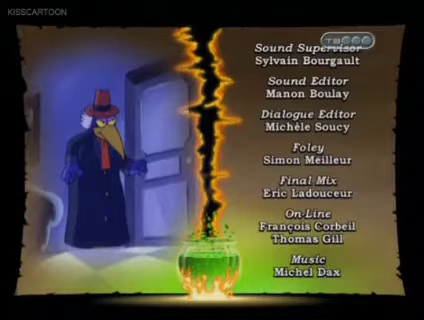 KISSCARTOON
Sound Supervisor
Sylvain Bourgault
Sound Editor
Manon Boulay
Dialogue Editor
Michèle Soucy
Foley
Simon Meilleur
Final Mix
Eric Ladouceur
On-Line
François Corbeil
Thomas Gill
Music
Michel Dax